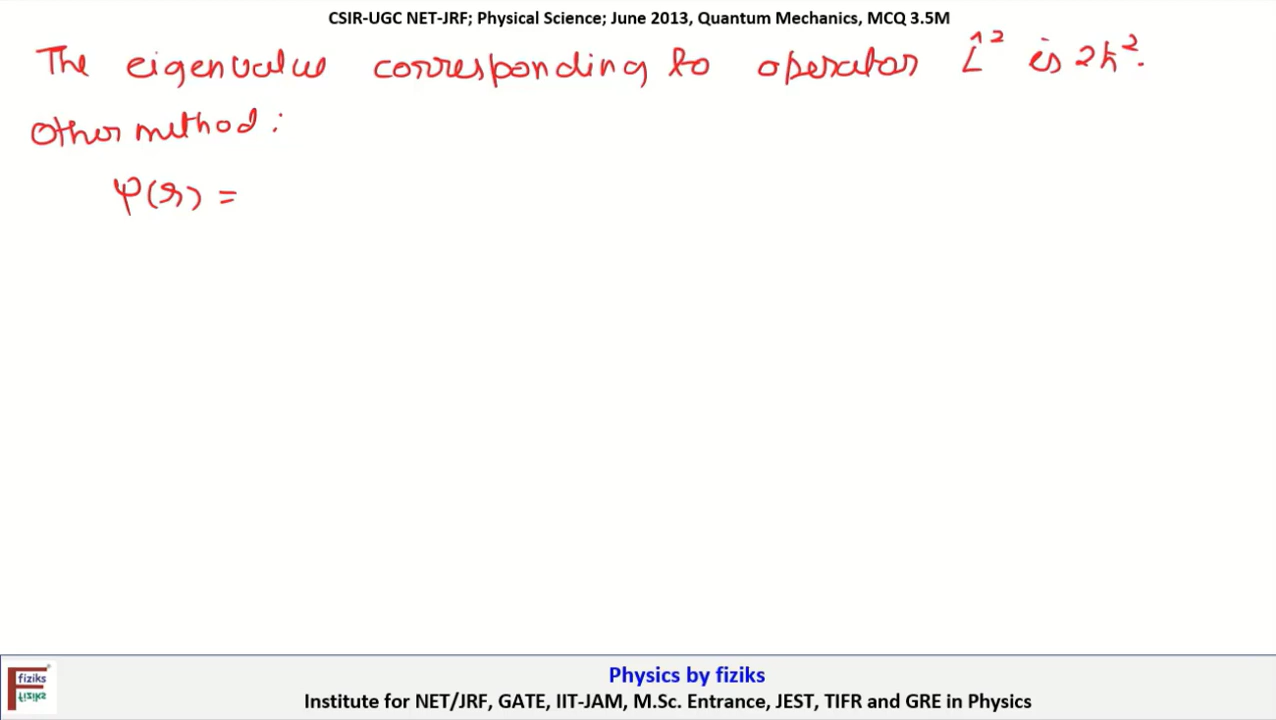 CSIR-UGC NET-JRF; Physical Science; June 2013, Quantum Mechanics, MCQ 3.5M
The eigenvalue corresponding to operator L̂² is 2ħ².
Other method :
φ(r) =
fiziks
Physics by fiziks
Institute for NET/JRF, GATE, IIT-JAM, M.Sc. Entrance, JEST, TIFR and GRE in Physics